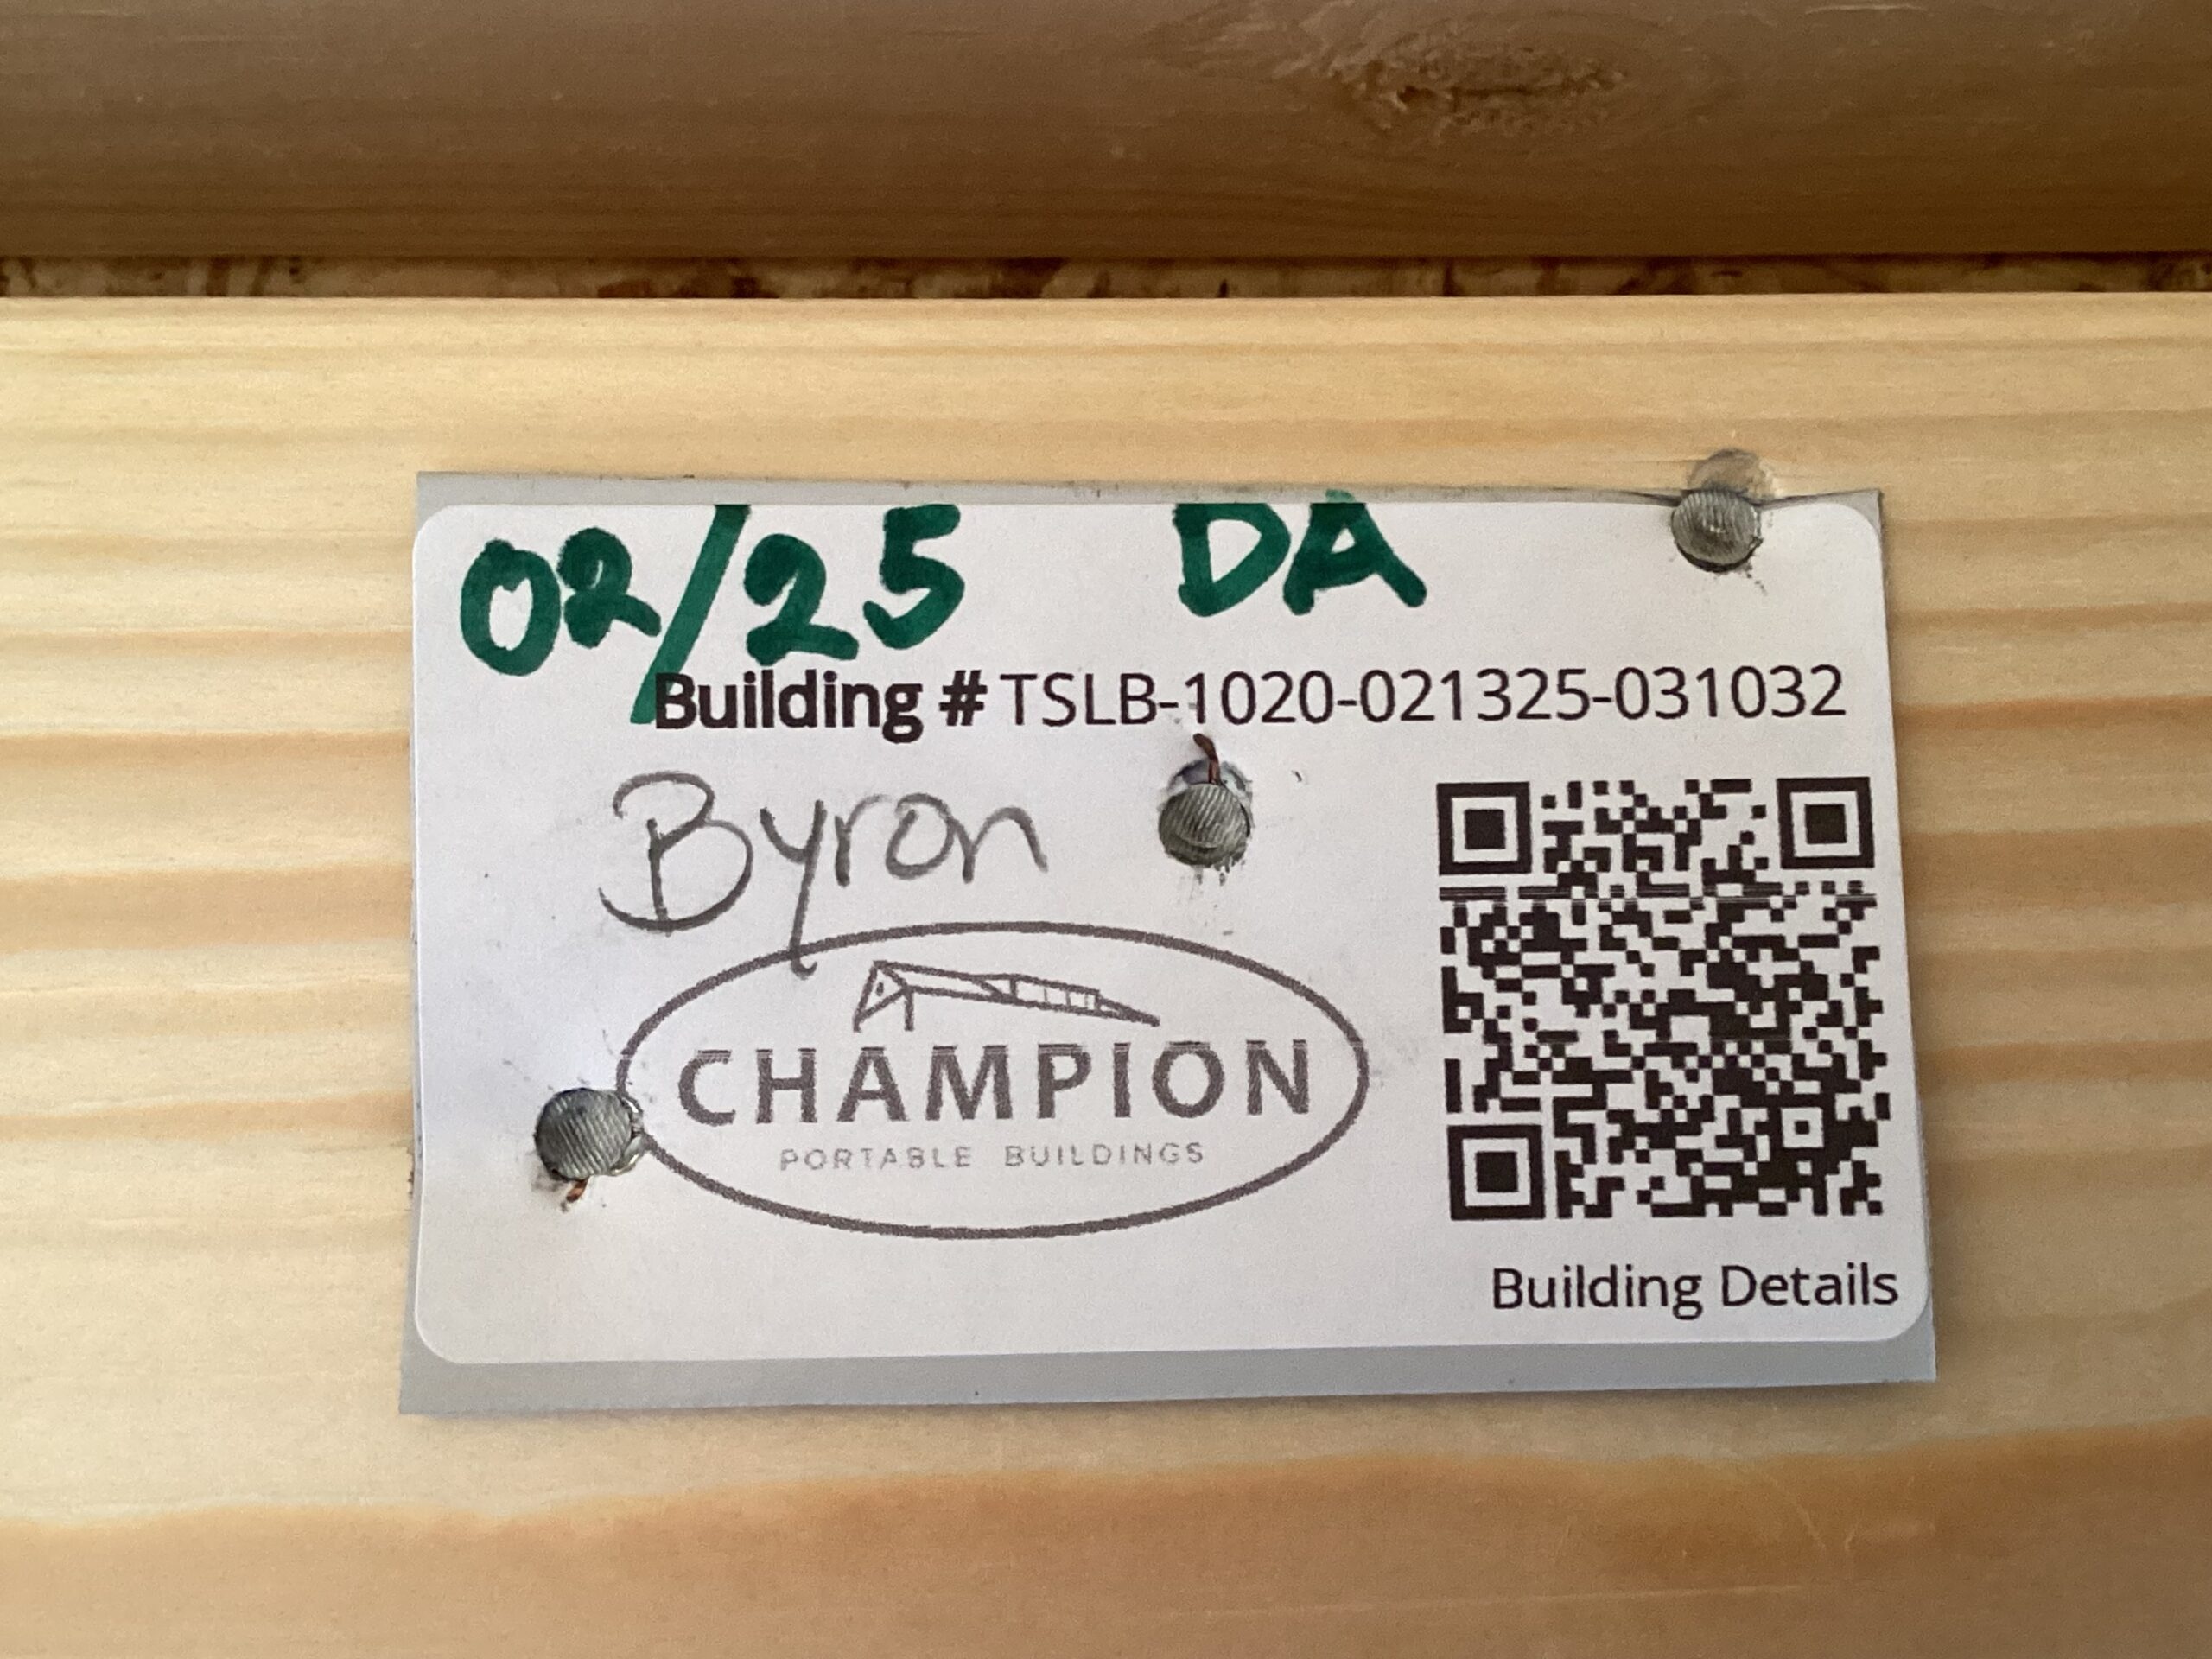 02/25 DA
Building # TSLB-1020-021325-031032
Byron
CHAMPION
PORTABLE BUILDINGS
Building Details